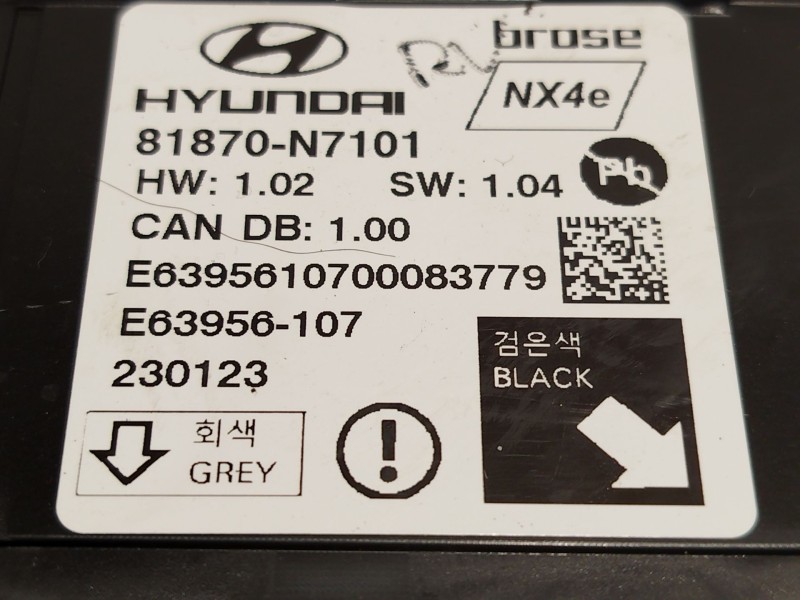 brose
HYUNDAI
NX4e
81870-N7101
HW: 1.02 SW: 1.04
Pb
CAN DB: 1.00
E6395610700083779
E63956-107
230123
검은색
BLACK
회색
GREY